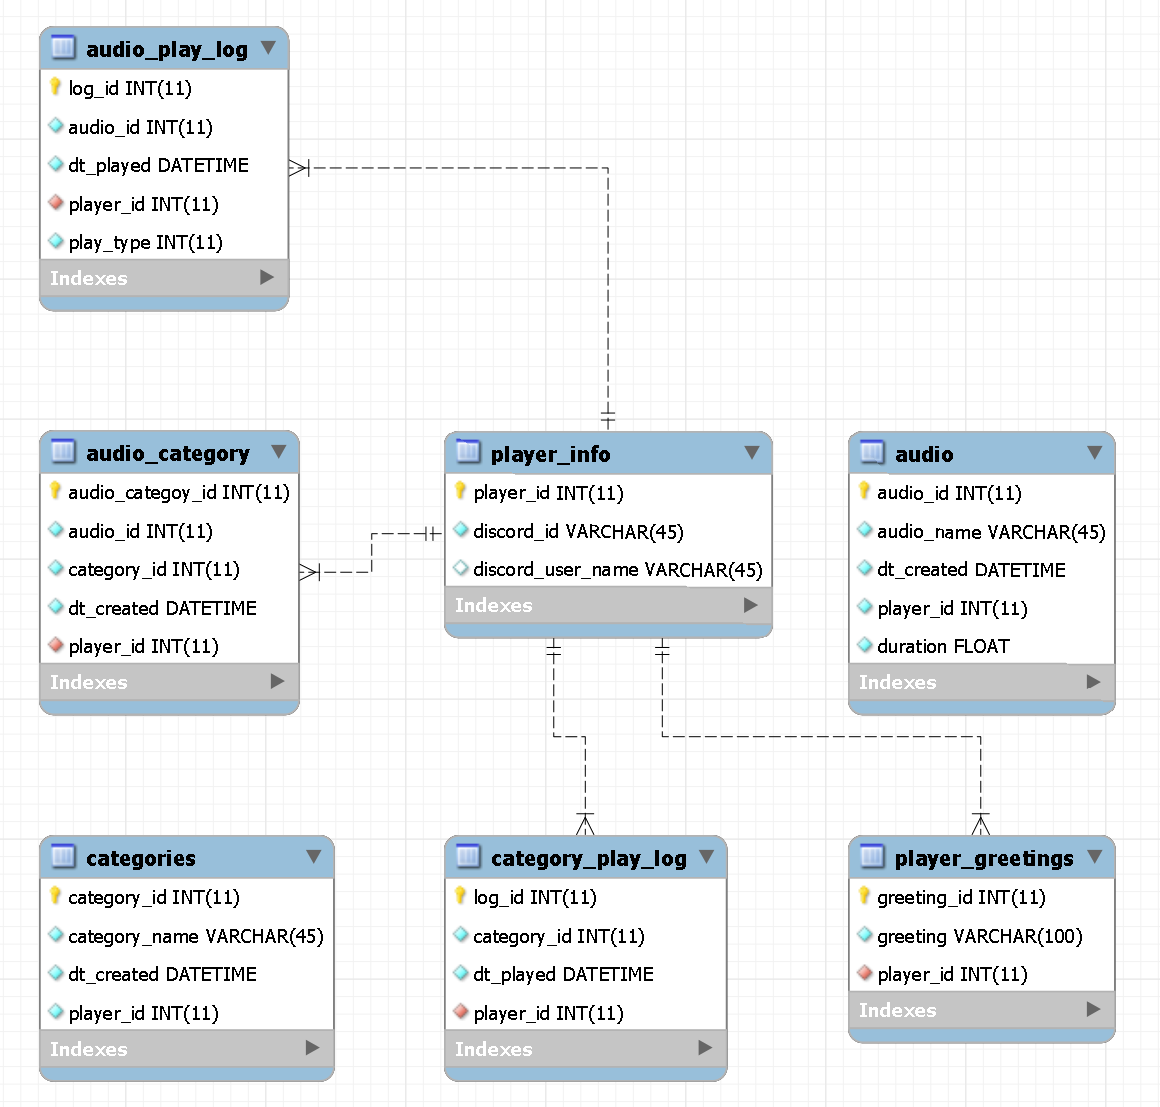 audio_play_log
log_id INT(11)
audio_id INT(11)
dt_played DATETIME
player_id INT(11)
play_type INT(11)
Indexes
audio_category
audio_categoy_id INT(11)
audio_id INT(11)
category_id INT(11)
dt_created DATETIME
player_id INT(11)
Indexes
player_info
player_id INT(11)
discord_id VARCHAR(45)
discord_user_name VARCHAR(45)
Indexes
audio
audio_id INT(11)
audio_name VARCHAR(45)
dt_created DATETIME
player_id INT(11)
duration FLOAT
Indexes
categories
category_id INT(11)
category_name VARCHAR(45)
dt_created DATETIME
player_id INT(11)
Indexes
category_play_log
log_id INT(11)
category_id INT(11)
dt_played DATETIME
player_id INT(11)
Indexes
player_greetings
greeting_id INT(11)
greeting VARCHAR(100)
player_id INT(11)
Indexes